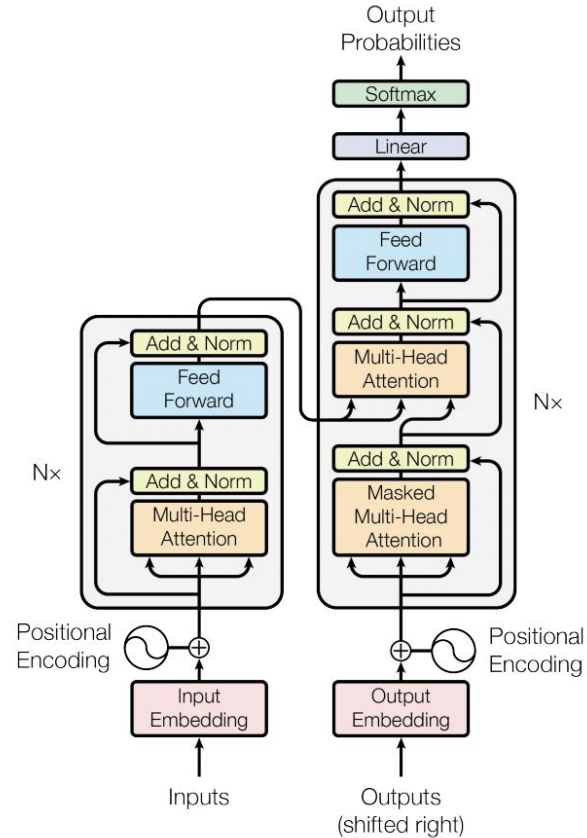 Output
Probabilities
Softmax
Linear
Add & Norm
Feed
Forward
Add & Norm
Multi-Head
Attention
Add & Norm
Masked
Multi-Head
Attention
N×
Add & Norm
Feed
Forward
N×
Add & Norm
Multi-Head
Attention
Positional
Encoding
Positional
Encoding
Input
Embedding
Output
Embedding
Inputs
Outputs
(shifted right)